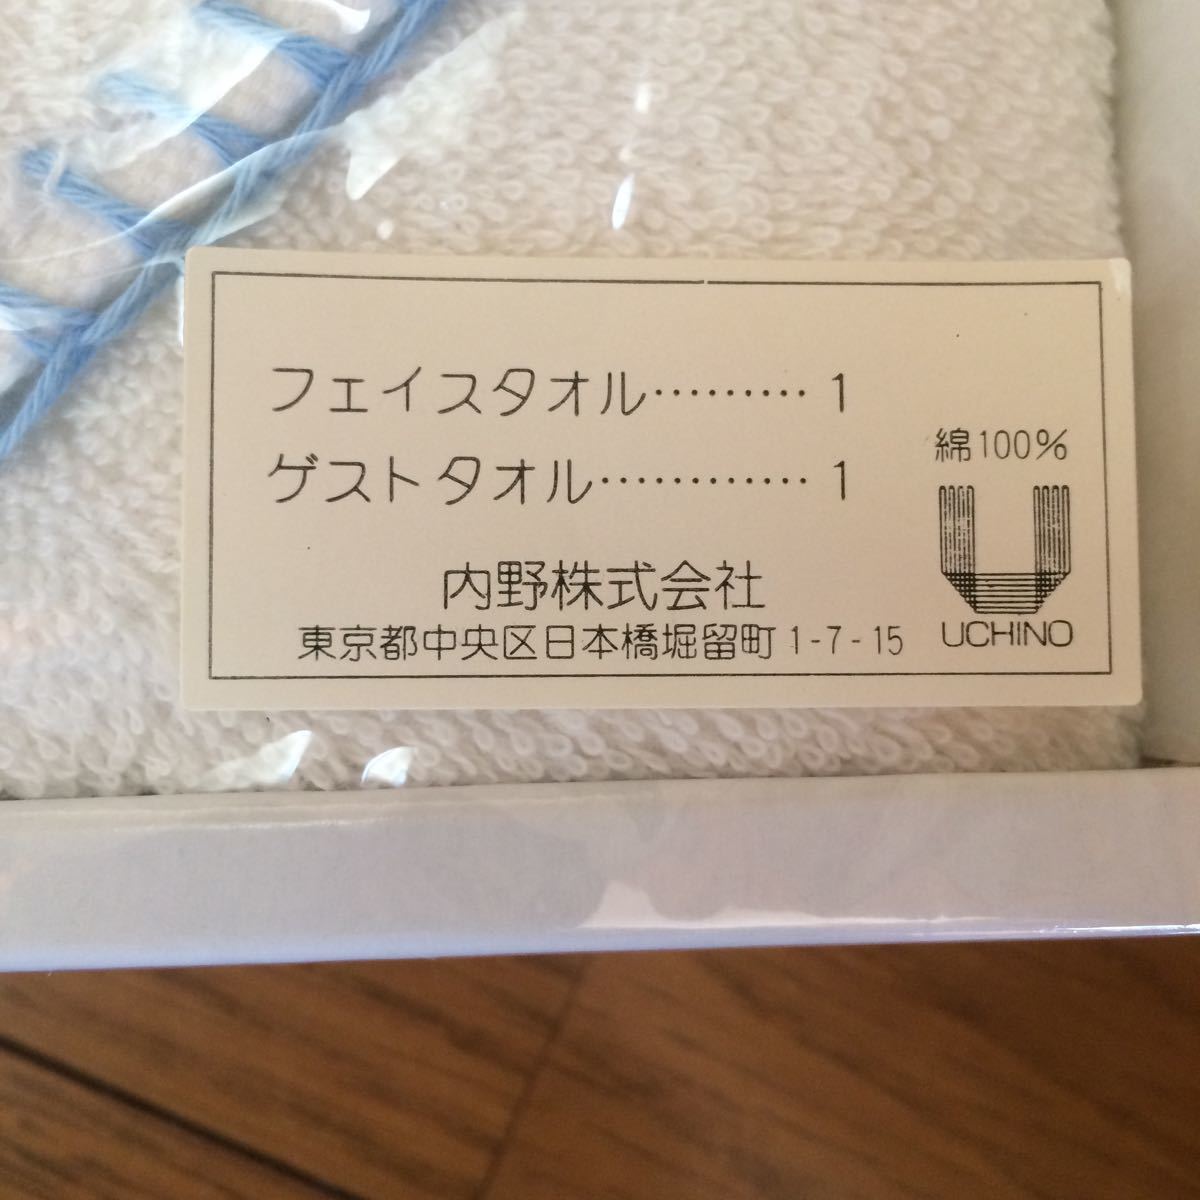 フェイスタオル……… 1
ゲストタオル………… 1
綿100%
内野株式会社
東京都中央区日本橋堀留町 1-7-15
UCHINO